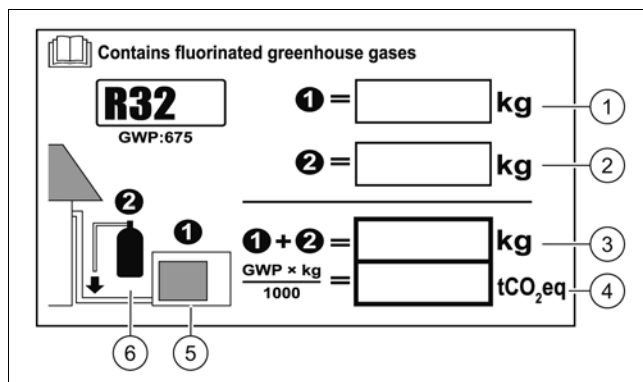 Contains fluorinated greenhouse gases
R32
GWP:675
❶ = kg
1
❷ = kg
2
❷
❶
❶+❷ = kg
3
GWP × kg
1000
= tCO₂eq
4
6
5